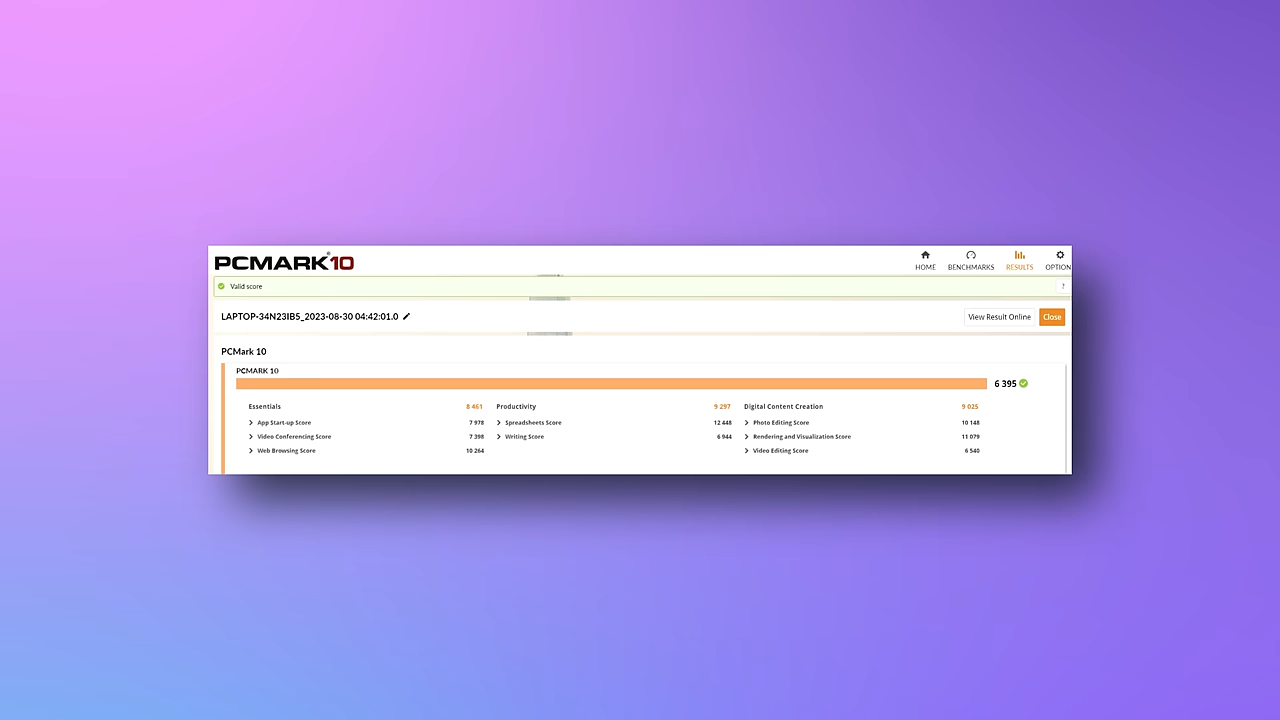 PCMARK®10
HOME BENCHMARKS RESULTS OPTION
Valid score ?
LAPTOP-34N23IB5_2023-08-30 04:42:01.0 View Result Online Close
PCMark 10
PCMARK 10
6 395
Essentials 8 461 Productivity 9 297 Digital Content Creation 9 025
App Start-up Score 7 978 Spreadsheets Score 12 448 Photo Editing Score 10 148
Video Conferencing Score 7 398 Writing Score 6 944 Rendering and Visualization Score 11 079
Web Browsing Score 10 264 Video Editing Score 6 540